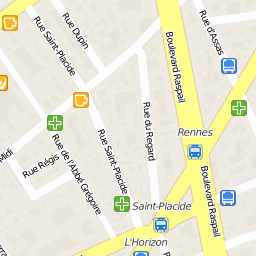 Rue Dupin
Rue Saint-Placide
Boulevard Raspail
Rue d'Assas
Rue du Regard
Rennes
Midi
Rue Régis
Rue de l'Abbé Grégoire
Rue Saint-Placide
Boulevard Raspail
Saint-Placide
L'Horizon